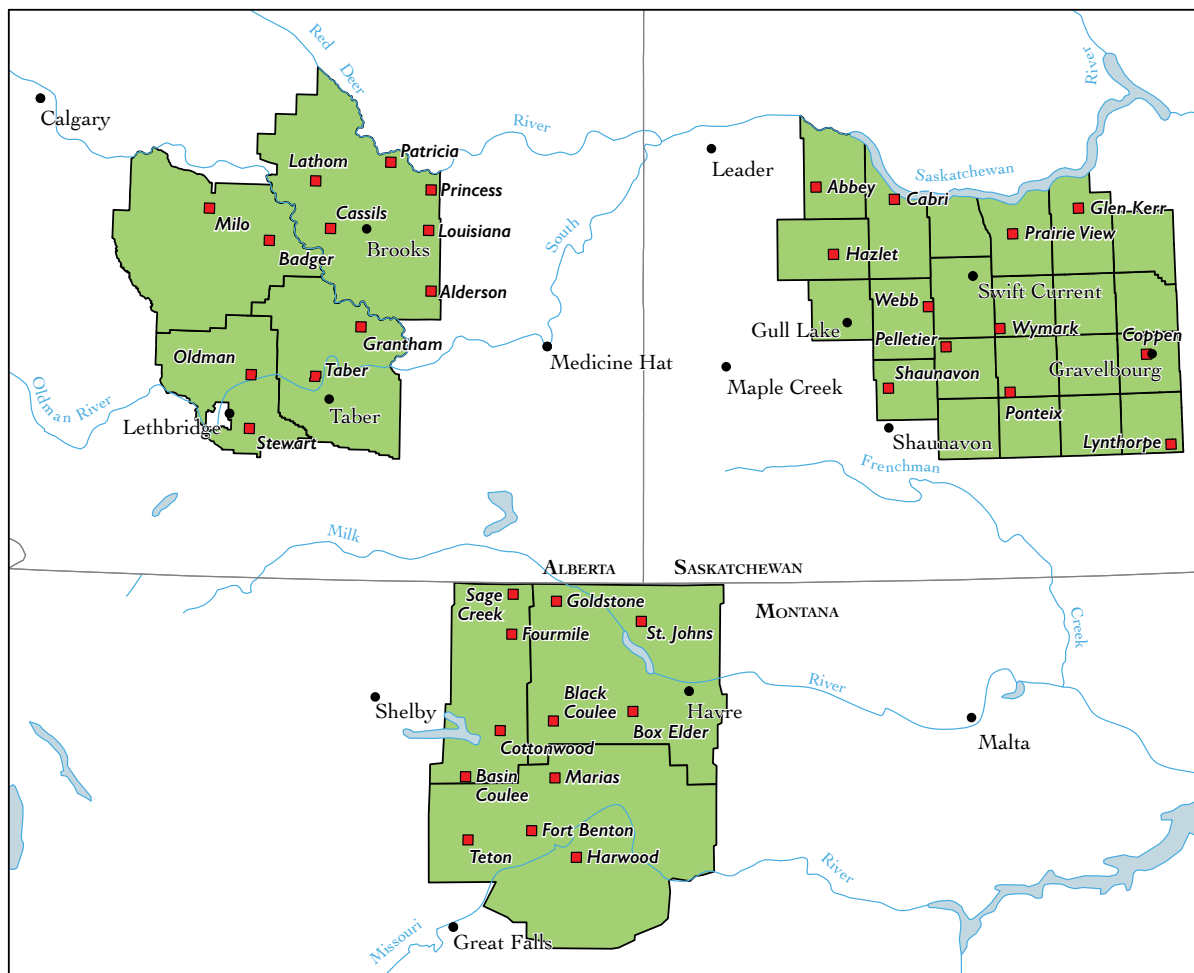 Red
Deer
River
River
Calgary
Lathom
Patricia
Leader
Saskatchewan
Princess
Abbey
Cabri
Milo
Cassils
Brooks
Louisiana
South
Glen Kerr
Prairie View
Badger
Hazlet
Alderson
Swift Current
Webb
Gull Lake
Wymark
Grantham
Pelletier
Coppen
Oldman
Medicine Hat
Gravelbourg
Taber
Maple Creek
Shaunavon
Oldman River
Taber
Ponteix
Lethbridge
Stewart
Shaunavon
Lynthorpe
Frenchman
Milk
Alberta
Saskatchewan
Sage
Creek
Goldstone
Montana
Creek
Fourmile
St. Johns
River
Shelby
Black
Coulee
Havre
Box Elder
Malta
Cottonwood
Basin
Coulee
Marias
Fort Benton
Teton
Harwood
River
Missouri
Great Falls